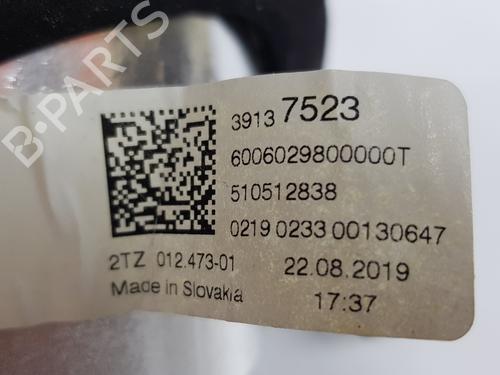 B-PARTS
3913 7523
6006029800000T
510512838
0219 0233 00130647
2TZ 012.473-01 22.08.2019
Made in Slovakia 17:37